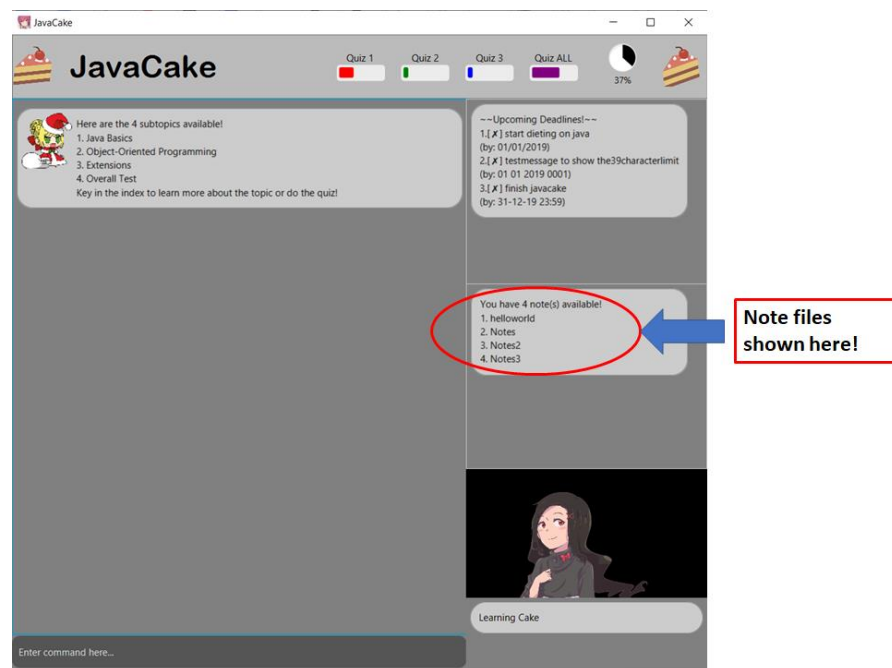 JavaCake
JavaCake
Quiz 1 Quiz 2 Quiz 3 Quiz ALL
37%
Here are the 4 subtopics available!
1. Java Basics
2. Object-Oriented Programming
3. Extensions
4. Overall Test
Key in the index to learn more about the topic or do the quiz!
~~Upcoming Deadlines!~~
1.[✗] start dieting on java
(by: 01/01/2019)
2.[✗] testmessage to show the39characterlimit
(by: 01 01 2019 0001)
3.[✗] finish javacake
(by: 31-12-19 23:59)
You have 4 note(s) available!
1. helloworld
2. Notes
3. Notes2
4. Notes3
Note files
shown here!
Learning Cake
Enter command here...